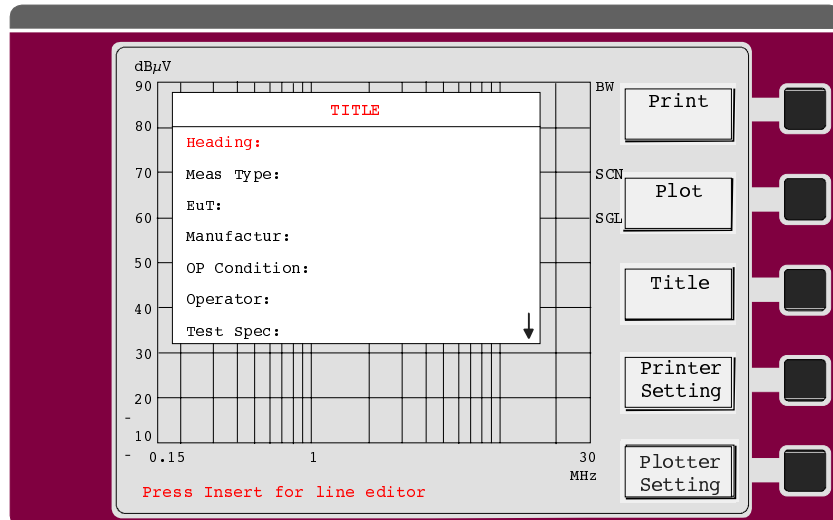 dBµV
90
80
70
60
50
40
30
20
10
TITLE
Heading:
Meas Type:
EuT:
Manufactur:
OP Condition:
Operator:
Test Spec:
BW
SCN
SGL
0.15
1
30
MHz
Press Insert for line editor
Print
Plot
Title
Printer
Setting
Plotter
Setting